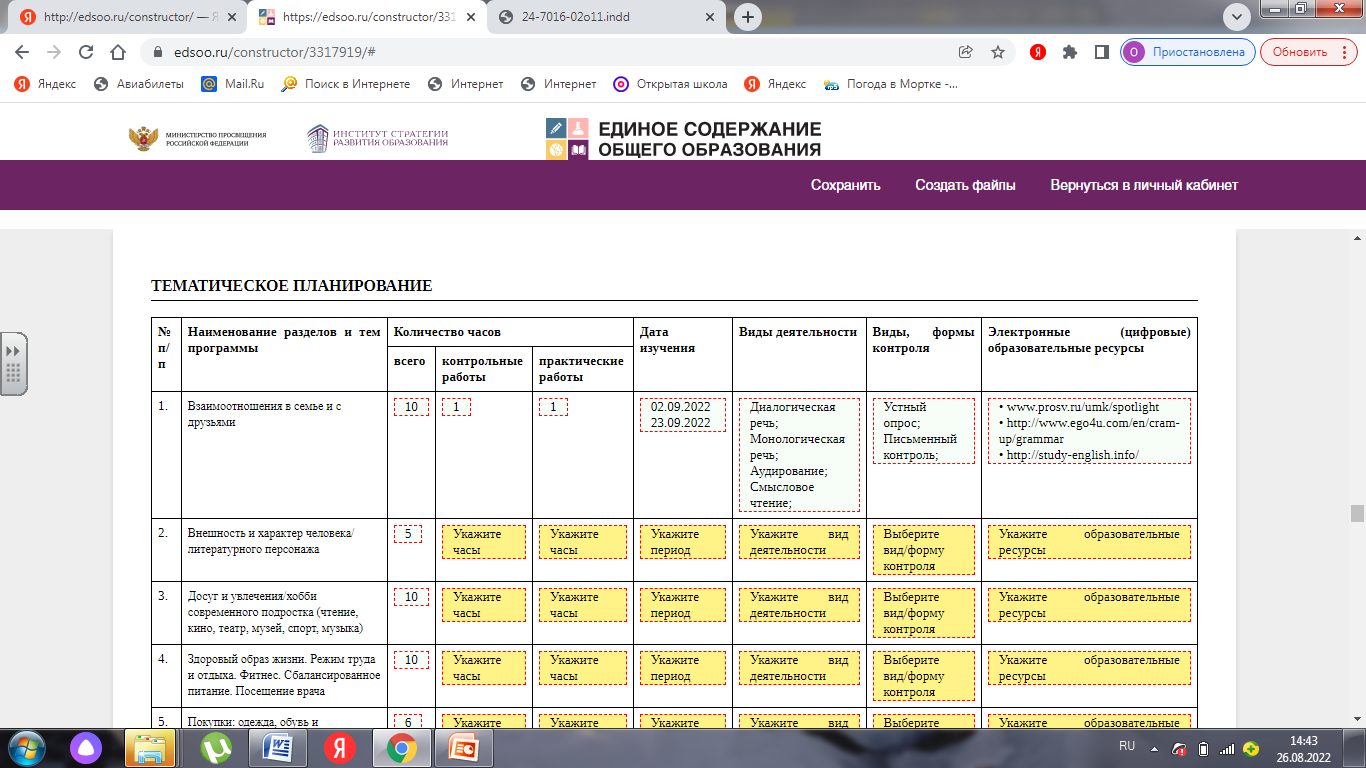 http://edsoo.ru/constructor/ — Я
https://edsoo.ru/constructor/331
24-7016-02o11.indd
edsoo.ru/constructor/3317919/#
О Приостановлена
Обновить
Яндекс Авиабилеты Mail.Ru Поиск в Интернете Интернет Интернет Открытая школа Яндекс Погода в Мортке -...
МИНИСТЕРСТВО ПРОСВЕЩЕНИЯ
РОССИЙСКОЙ ФЕДЕРАЦИИ
ИНСТИТУТ СТРАТЕГИИ
РАЗВИТИЯ ОБРАЗОВАНИЯ
ЕДИНОЕ СОДЕРЖАНИЕ
ОБЩЕГО ОБРАЗОВАНИЯ
Сохранить Создать файлы Вернуться в личный кабинет
ТЕМАТИЧЕСКОЕ ПЛАНИРОВАНИЕ
№
п/
п
Наименование разделов и тем
программы
Количество часов
всего
контрольные
работы
практические
работы
Дата
изучения
Виды деятельности
Виды, формы
контроля
Электронные (цифровые)
образовательные ресурсы
1.
Взаимоотношения в семье и с
друзьями
10
1
1
02.09.2022
23.09.2022
Диалогическая
речь;
Монологическая
речь;
Аудирование;
Смысловое
чтение;
Устный
опрос;
Письменный
контроль;
• www.prosv.ru/umk/spotlight
• http://www.ego4u.com/en/cram-
up/grammar
• http://study-english.info/
2.
Внешность и характер человека/
литературного персонажа
5
Укажите
часы
Укажите
часы
Укажите
период
Укажите вид
деятельности
Выберите
вид/форму
контроля
Укажите образовательные
ресурсы
3.
Досуг и увлечения/хобби
современного подростка (чтение,
кино, театр, музей, спорт, музыка)
10
Укажите
часы
Укажите
часы
Укажите
период
Укажите вид
деятельности
Выберите
вид/форму
контроля
Укажите образовательные
ресурсы
4.
Здоровый образ жизни. Режим труда
и отдыха. Фитнес. Сбалансированное
питание. Посещение врача
10
Укажите
часы
Укажите
часы
Укажите
период
Укажите вид
деятельности
Выберите
вид/форму
контроля
Укажите образовательные
ресурсы
5.
Покупки: одежда, обувь и
6
Укажите
Укажите
Укажите
Укажите вид
Выберите
Укажите образовательные
RU
14:43
26.08.2022